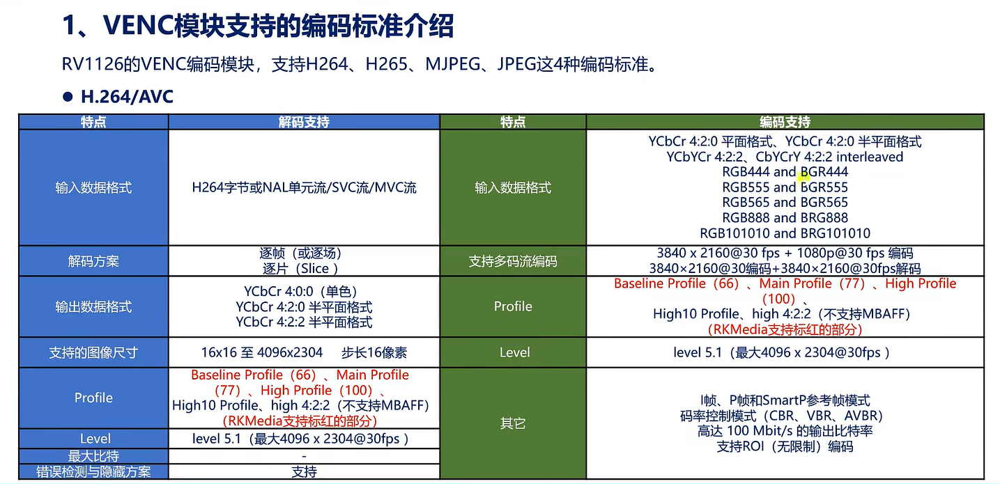 1、VENC模块支持的编码标准介绍
RV1126的VENC编码模块，支持H264、H265、MJPEG、JPEG这4种编码标准。
● H.264/AVC
特点 解码支持 特点 编码支持
输入数据格式
H264字节或NAL单元流/SVC流/MVC流
输入数据格式
YCbCr 4:2:0 平面格式、YCbCr 4:2:0 半平面格式
YCbYCr 4:2:2、CbYCrY 4:2:2 interleaved
RGB444 and BGR444
RGB555 and BGR555
RGB565 and BGR565
RGB888 and BRG888
RGB101010 and BRG101010
解码方案
逐帧（或逐场）
逐片（Slice ）
支持多码流编码
3840 x 2160@30 fps + 1080p@30 fps 编码
3840×2160@30编码+3840×2160@30fps解码
输出数据格式
YCbCr 4:0:0（单色）
YCbCr 4:2:0 半平面格式
YCbCr 4:2:2 半平面格式
Profile
Baseline Profile（66）、Main Profile（77）、High Profile
（100）、
High10 Profile、high 4:2:2（不支持MBAFF）
（RKMedia支持标红的部分）
支持的图像尺寸
16x16 至 4096x2304 步长16像素
Level
level 5.1（最大4096 x 2304@30fps ）
Profile
Baseline Profile（66）、Main Profile
（77）、High Profile（100）、
High10 Profile、high 4:2:2（不支持MBAFF）
（RKMedia支持标红的部分）
Level
level 5.1（最大4096 x 2304@30fps ）
最大比特
-
错误检测与隐藏方案
支持
其它
I帧、P帧和SmartP参考帧模式
码率控制模式（CBR、VBR、AVBR）
高达 100 Mbit/s 的输出比特率
支持ROI（无限制）编码